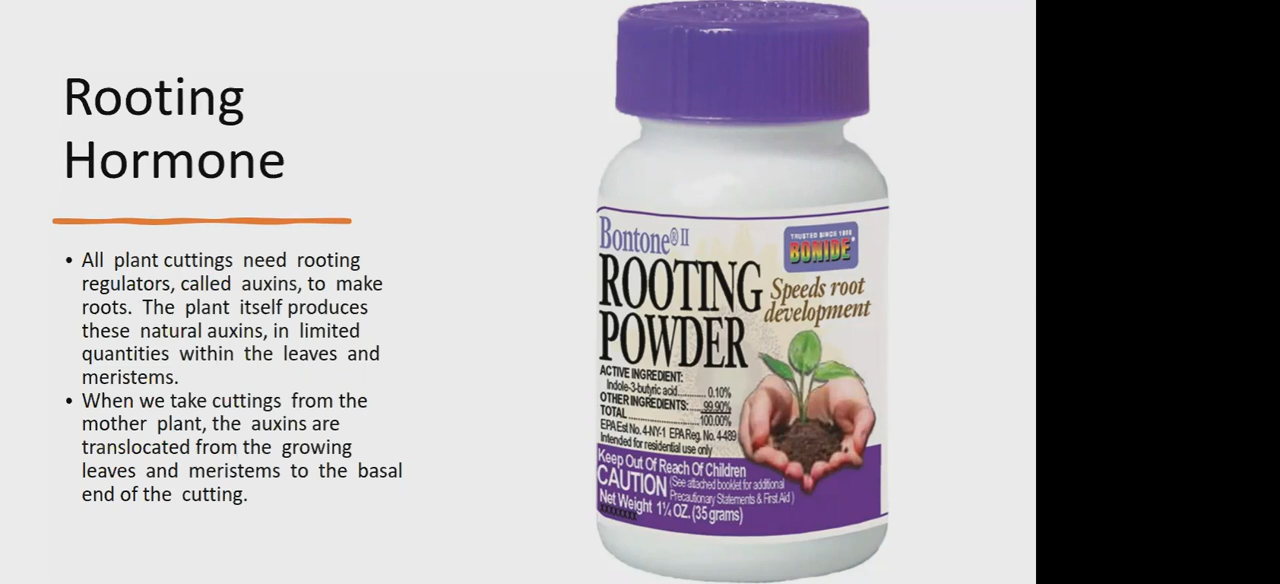 Rooting
Hormone
• All plant cuttings need rooting
regulators, called auxins, to make
roots. The plant itself produces
these natural auxins, in limited
quantities within the leaves and
meristems.
• When we take cuttings from the
mother plant, the auxins are
translocated from the growing
leaves and meristems to the basal
end of the cutting.
Bontone® II
TRUSTED SINCE 1926
BONIDE®
ROOTING
POWDER
Speeds root
development
ACTIVE INGREDIENT:
Indole-3-butyric acid.......... 0.10%
OTHER INGREDIENTS: ...99.90%
TOTAL ........................100.00%
EPA Est No. 4-NY-1 EPA Reg. No. 4-489
Intended for residential use only
Keep Out Of Reach Of Children
CAUTION (See attached booklet for additional
Precautionary Statements & First Aid )
Net Weight 1¼ OZ. (35 grams)